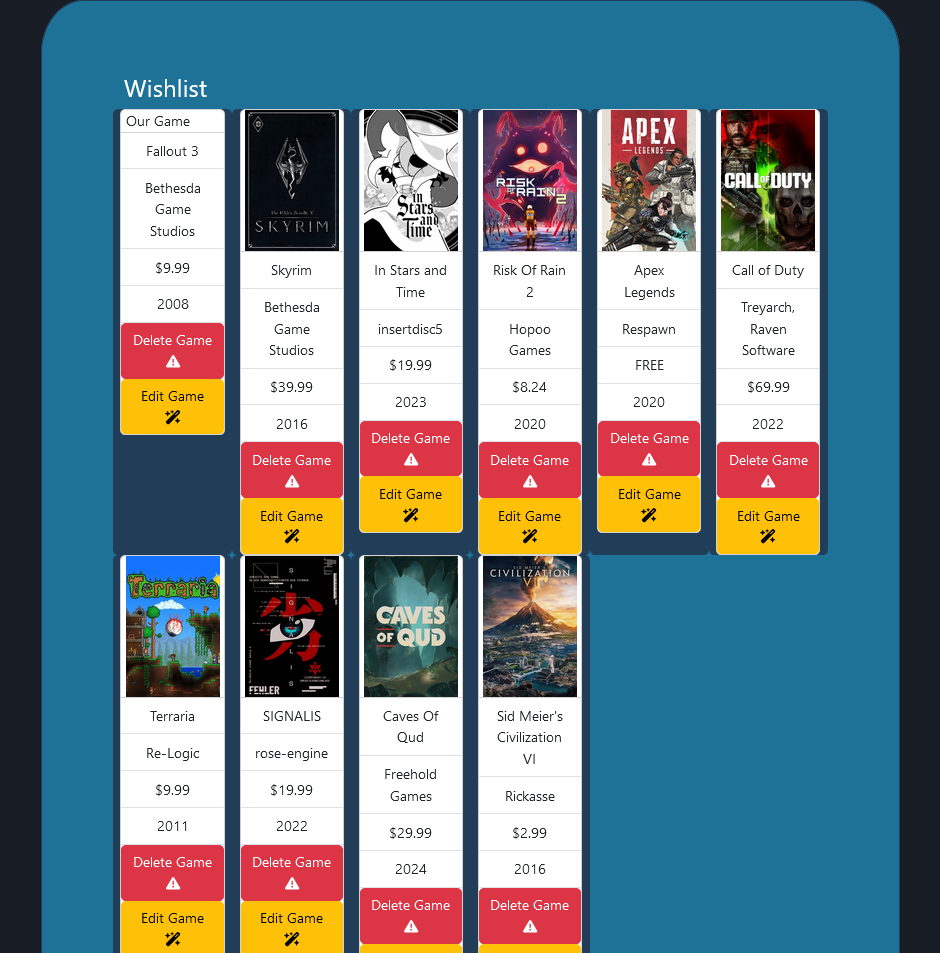 Wishlist
Our Game
Fallout 3
Bethesda
Game
Studios
$9.99
2008
Delete Game
Edit Game
The Elder Scrolls V
SKYRIM
Skyrim
Bethesda
Game
Studios
$39.99
2016
Delete Game
Edit Game
in
Stars
and
Time
In Stars and
Time
insertdisc5
$19.99
2023
Delete Game
Edit Game
RISK
OF RAIN
2
Risk Of Rain
2
Hopoo
Games
$8.24
2020
Delete Game
Edit Game
APEX
LEGENDS
Apex
Legends
Respawn
FREE
2020
Delete Game
Edit Game
CALL OF DUTY
Call of Duty
Treyarch,
Raven
Software
$69.99
2022
Delete Game
Edit Game
Terraria
Terraria
Re-Logic
$9.99
2011
Delete Game
Edit Game
SIGNALIS
FEHLER
SIGNALIS
rose-engine
$19.99
2022
Delete Game
Edit Game
CAVES
OF QUD
Caves Of
Qud
Freehold
Games
$29.99
2024
Delete Game
SID MEIER'S
CIVILIZATION
VI
Sid Meier's
Civilization
VI
Rickasse
$2.99
2016
Delete Game